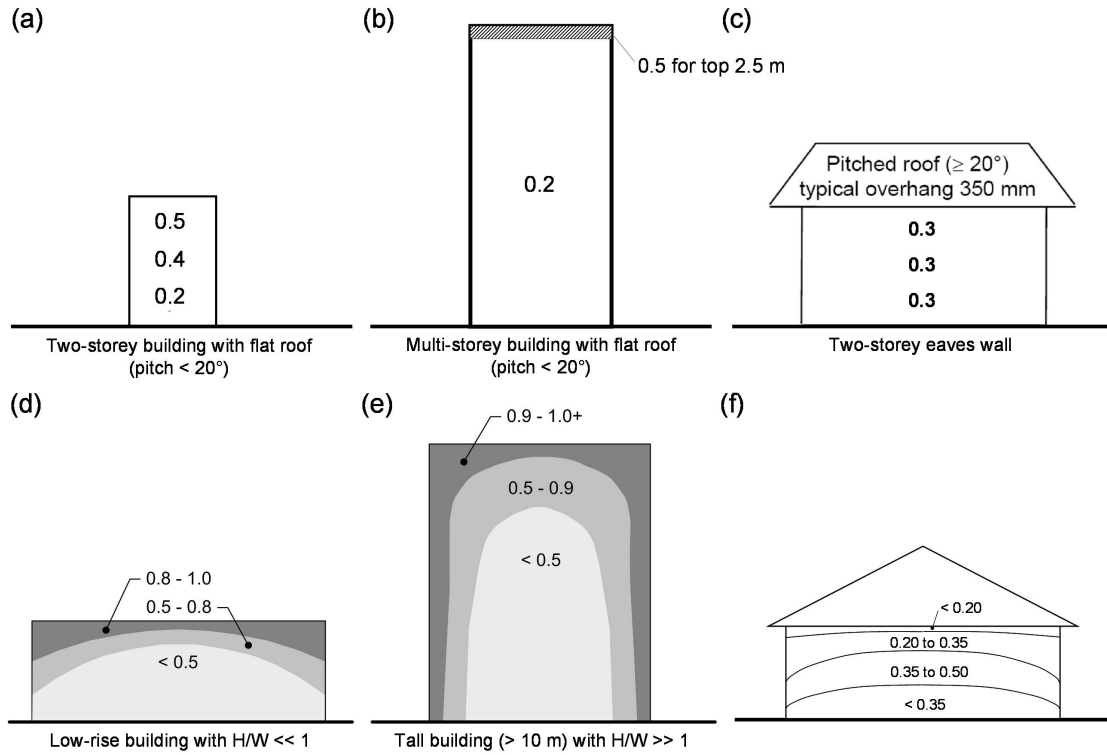 (a)
0.5
0.4
0.2
Two-storey building with flat roof
(pitch < 20°)
(b)
0.5 for top 2.5 m
0.2
Multi-storey building with flat roof
(pitch < 20°)
(c)
Pitched roof (≥ 20°)
typical overhang 350 mm
0.3
0.3
0.3
Two-storey eaves wall
(d)
0.8 - 1.0
0.5 - 0.8
< 0.5
Low-rise building with H/W << 1
(e)
0.9 - 1.0+
0.5 - 0.9
< 0.5
Tall building (> 10 m) with H/W >> 1
(f)
< 0.20
0.20 to 0.35
0.35 to 0.50
< 0.35